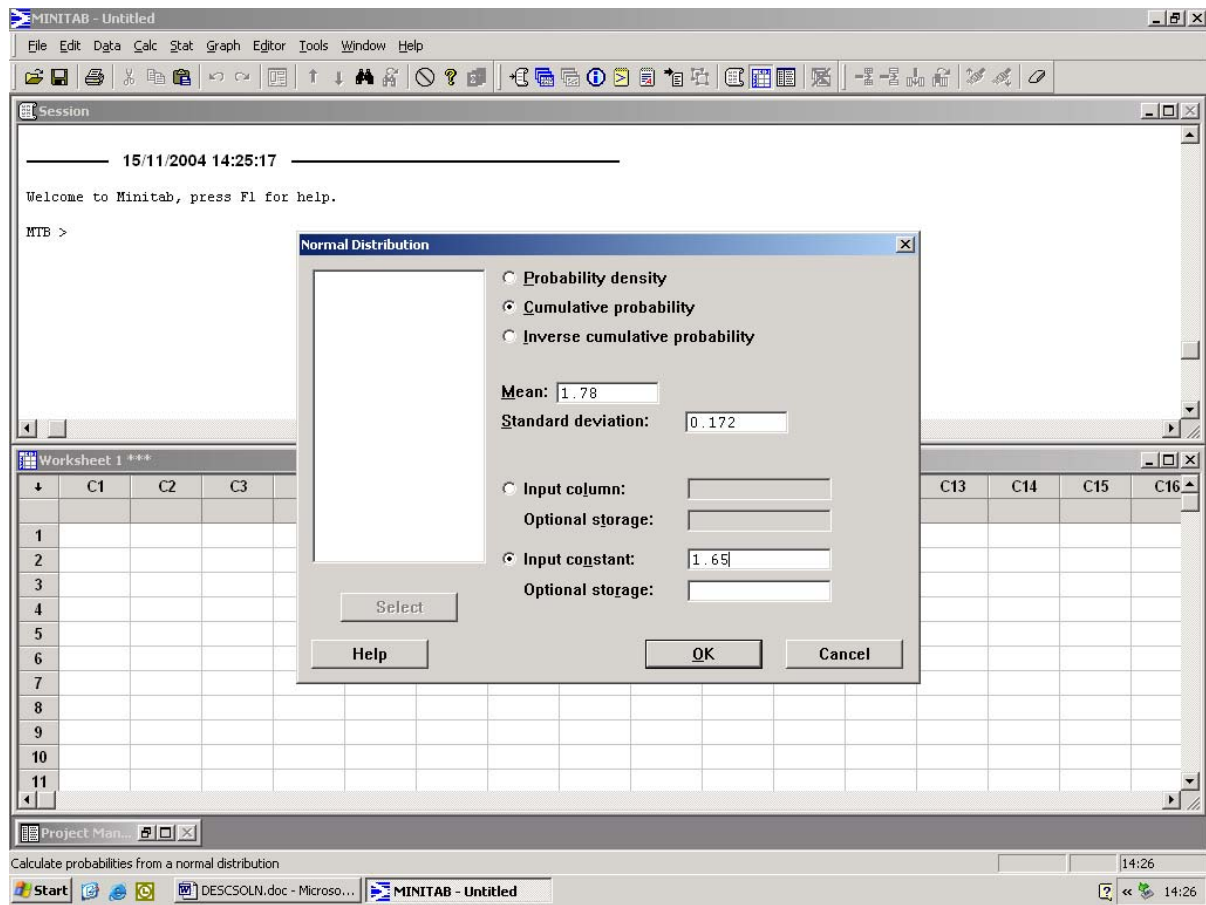 MINITAB - Untitled
File Edit Data Calc Stat Graph Editor Tools Window Help
Session
15/11/2004 14:25:17
Welcome to Minitab, press F1 for help.
MTB >
Normal Distribution
Probability density
Cumulative probability
Inverse cumulative probability
Mean: 1.78
Standard deviation: 0.172
Input column:
Optional storage:
Input constant: 1.65
Optional storage:
Select
Help OK Cancel
Worksheet 1 ***
C1 C2 C3 C13 C14 C15 C16
1
2
3
4
5
6
7
8
9
10
11
Project Man...
Calculate probabilities from a normal distribution 14:26
Start DESCSOLN.doc - Microso... MINITAB - Untitled « 14:26